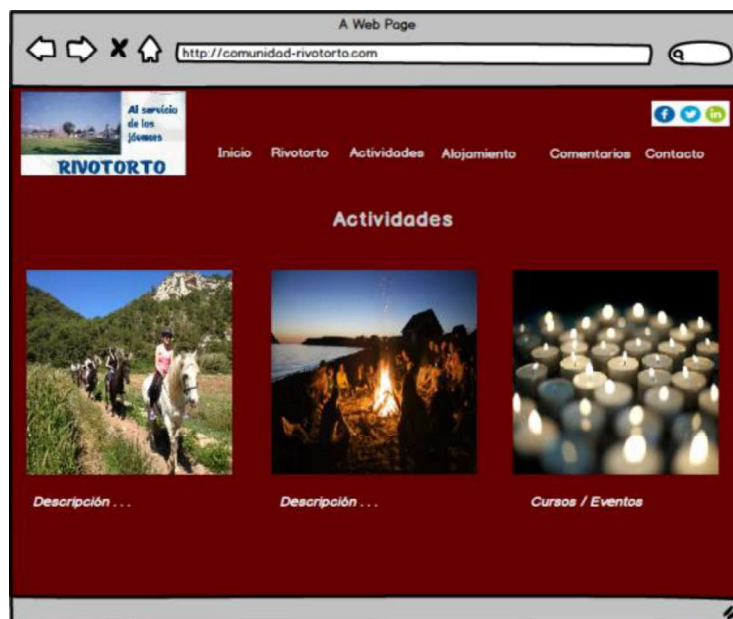 A Web Page
http://comunidad-rivotorto.com
Al servicio
de los
jóvenes
RIVOTORTO
f in
Inicio Rivotorto Actividades Alojamiento Comentarios Contacto
Actividades
Descripción . . . Descripción . . . Cursos / Eventos